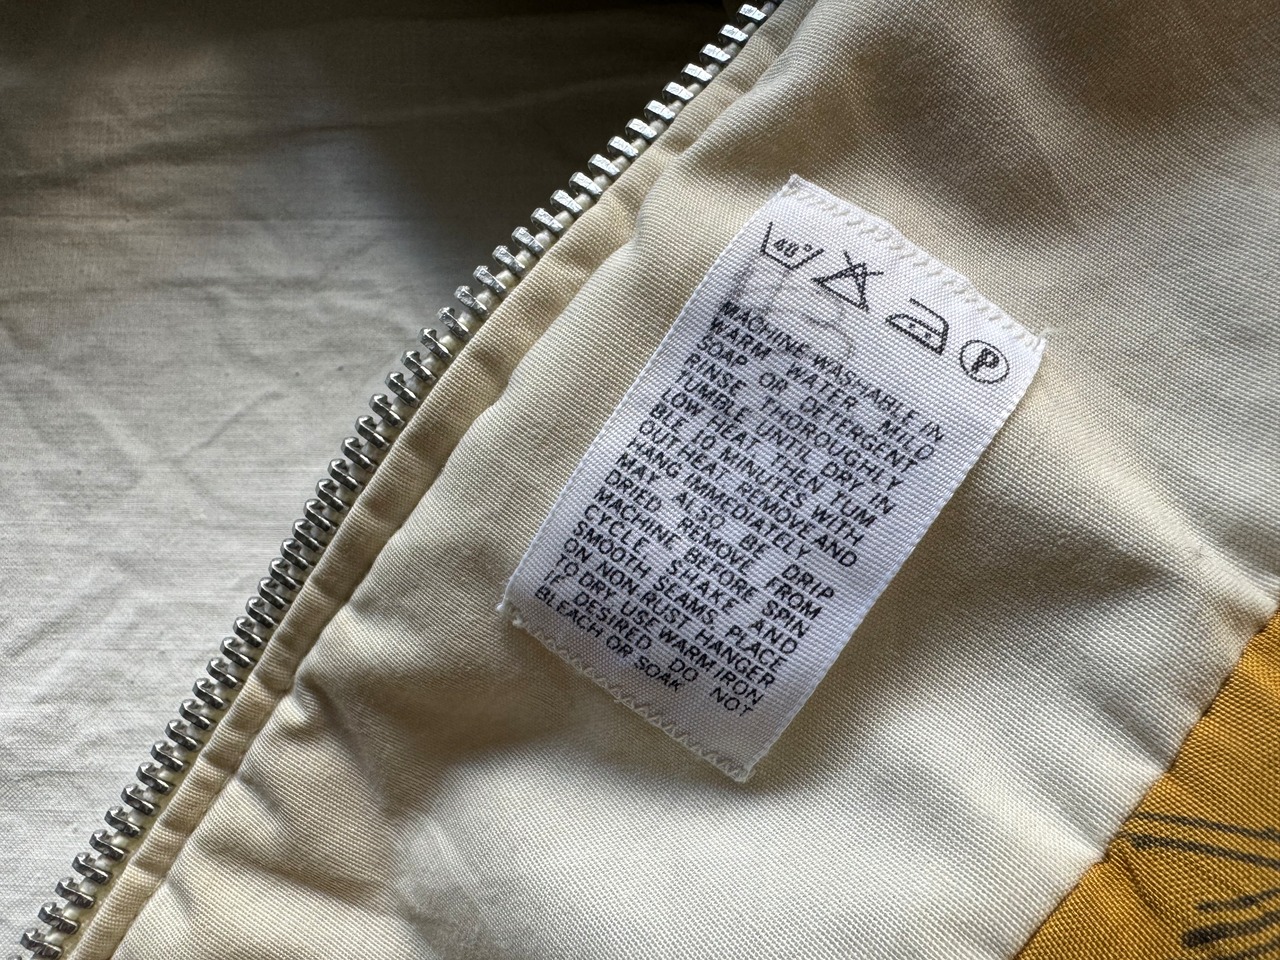 40°
P
MACHINE WASHABLE IN
WARM WATER, MILD
SOAP OR DETERGENT
RINSE THOROUGHLY
TUMBLE UNTIL DRY IN
LOW HEAT, THEN TUM
BLE 10 MINUTES WITH
OUT HEAT. REMOVE AND
HANG IMMEDIATELY
MAY ALSO BE DRIP
DRIED. REMOVE FROM
MACHINE BEFORE SPIN
CYCLE. SHAKE AND
SMOOTH SEAMS. PLACE
ON NON RUST HANGER
TO DRY. USE WARM IRON
IF DESIRED. DO NOT
BLEACH OR SOAK